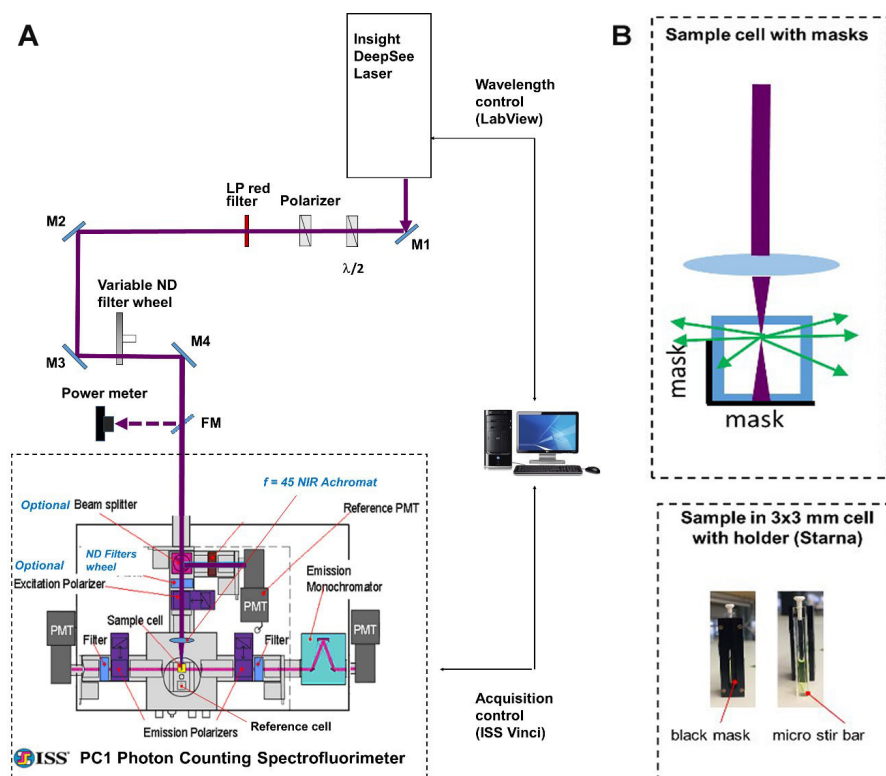 A
Insight
DeepSee
Laser
Wavelength
control
(LabView)
LP red
filter
Polarizer
M2
M1
λ/2
Variable ND
filter wheel
M3
M4
Power meter
FM
f = 45 NIR Achromat
Optional Beam splitter
Reference PMT
Optional
ND Filters
wheel
Excitation Polarizer
Emission
Monochromator
PMT
Sample cell
PMT
PMT
Filter
Filter
Emission Polarizers
Reference cell
Acquisition
control
(ISS Vinci)
ISS PC1 Photon Counting Spectrofluorimeter
B
Sample cell with masks
mask
mask
Sample in 3x3 mm cell
with holder (Starna)
black mask
micro stir bar